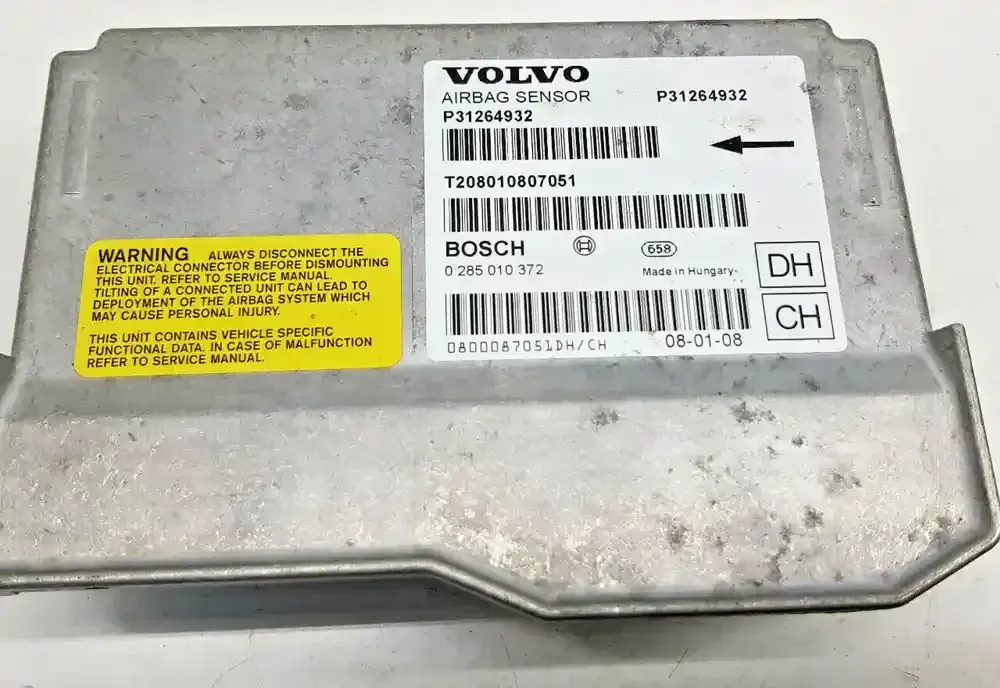 VOLVO
AIRBAG SENSOR P31264932
P31264932
T208010807051
BOSCH 658
0 285 010 372 Made in Hungary
DH
CH
0800087051DH/CH 08-01-08
WARNING ALWAYS DISCONNECT THE
ELECTRICAL CONNECTOR BEFORE DISMOUNTING
THIS UNIT. REFER TO SERVICE MANUAL.
TILTING OF A CONNECTED UNIT CAN LEAD TO
DEPLOYMENT OF THE AIRBAG SYSTEM WHICH
MAY CAUSE PERSONAL INJURY.
THIS UNIT CONTAINS VEHICLE SPECIFIC
FUNCTIONAL DATA. IN CASE OF MALFUNCTION
REFER TO SERVICE MANUAL.